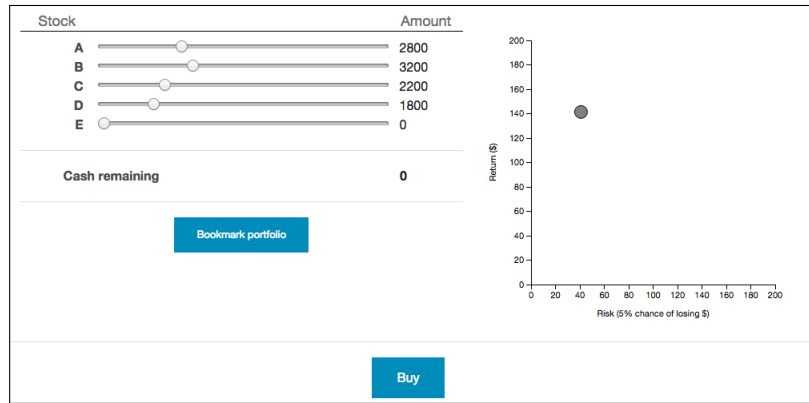 Stock Amount
A 2800
B 3200
C 2200
D 1800
E 0
Cash remaining 0
Bookmark portfolio
200
180
160
140
120
100
80
60
40
20
0
Return ($)
0 20 40 60 80 100 120 140 160 180 200
Risk (5% chance of losing $)
Buy